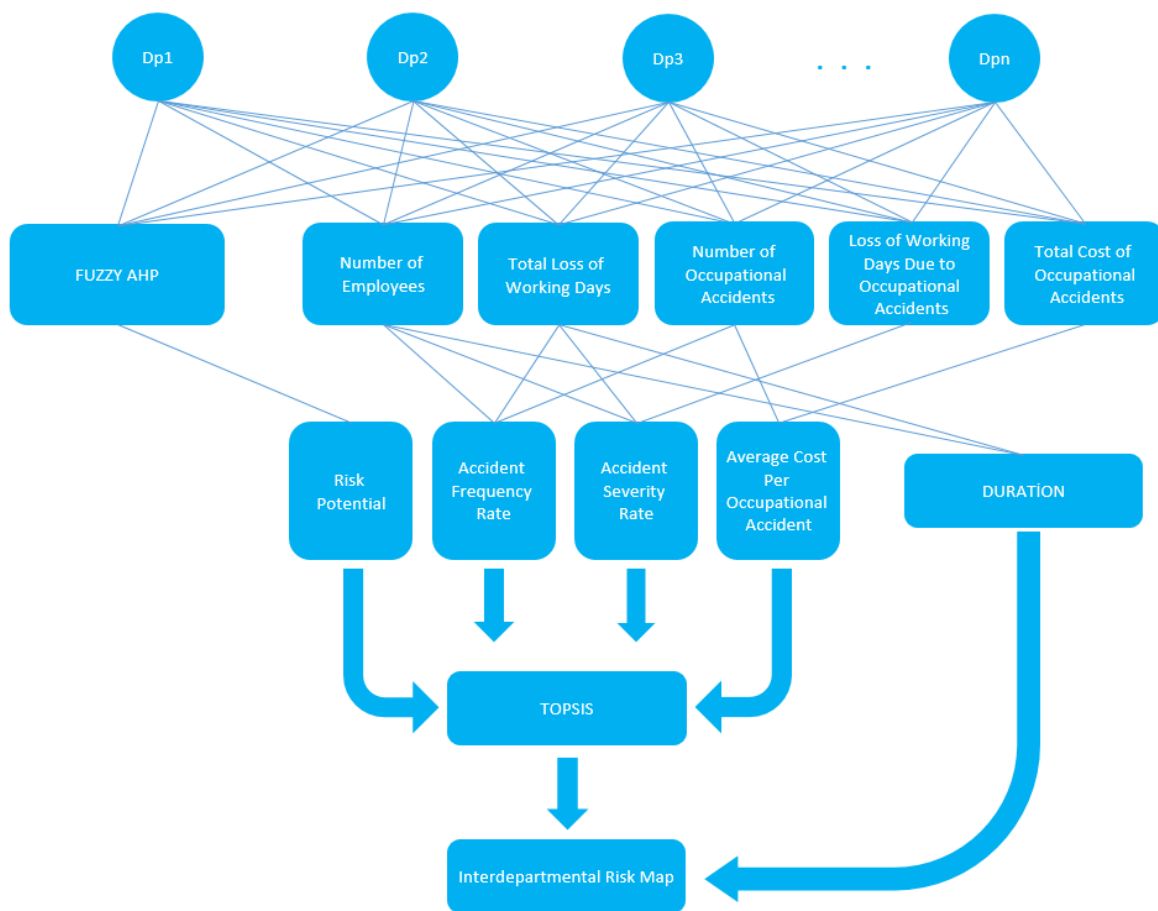 Dp1
Dp2
Dp3
. . .
Dpn
FUZZY AHP
Number of
Employees
Total Loss of
Working Days
Number of
Occupational
Accidents
Loss of Working
Days Due to
Occupational
Accidents
Total Cost of
Occupational
Accidents
Risk
Potential
Accident
Frequency
Rate
Accident
Severity
Rate
Average Cost
Per
Occupational
Accident
DURATİON
TOPSIS
Interdepartmental Risk Map